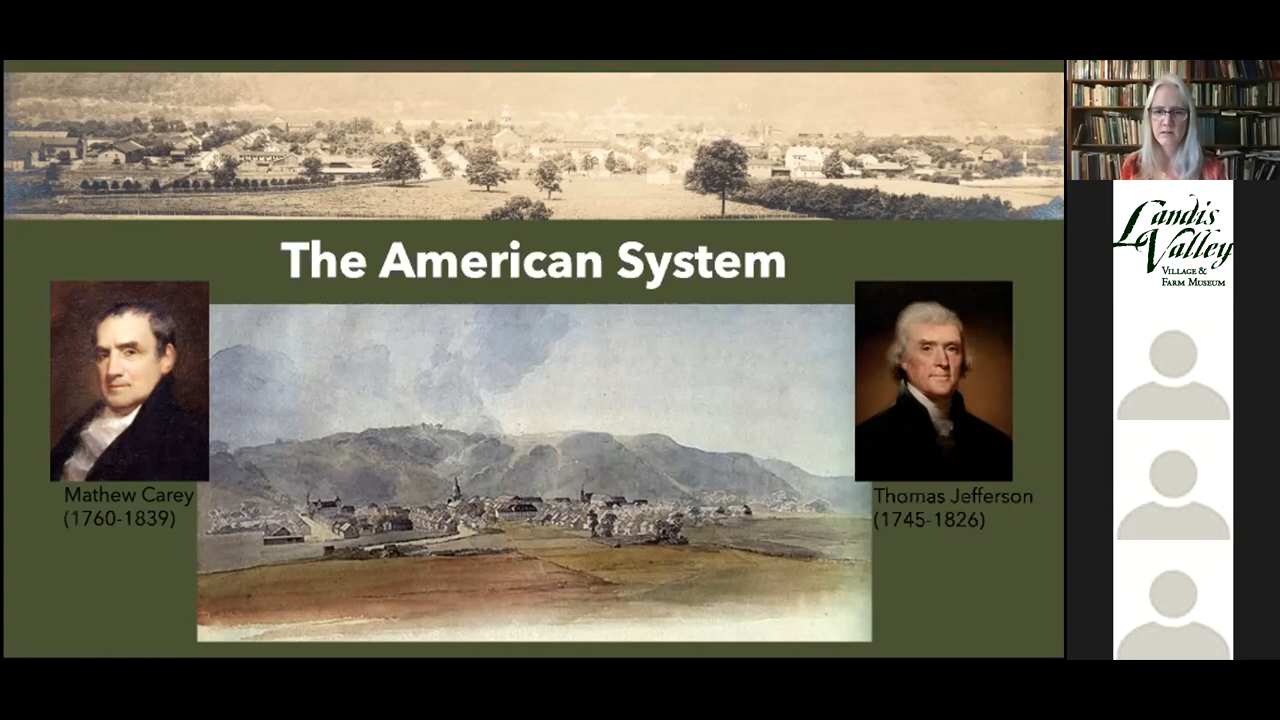 The American System
Mathew Carey
(1760-1839)
Thomas Jefferson
(1745-1826)
Landis
Valley
VILLAGE &
FARM MUSEUM